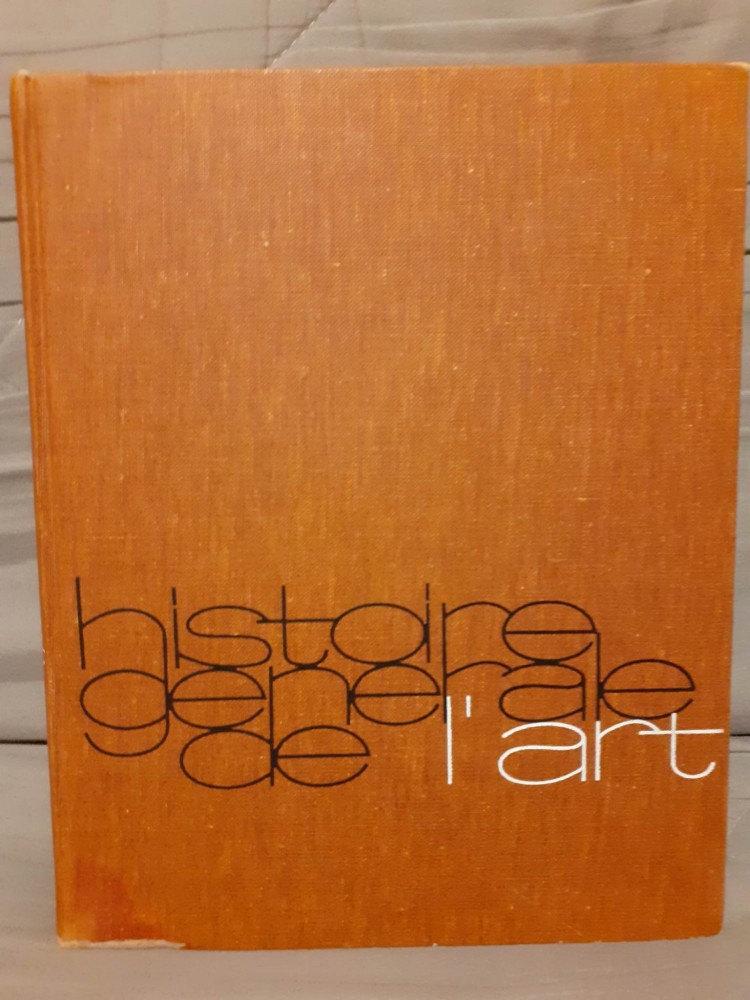 histoire
generale
de l'art